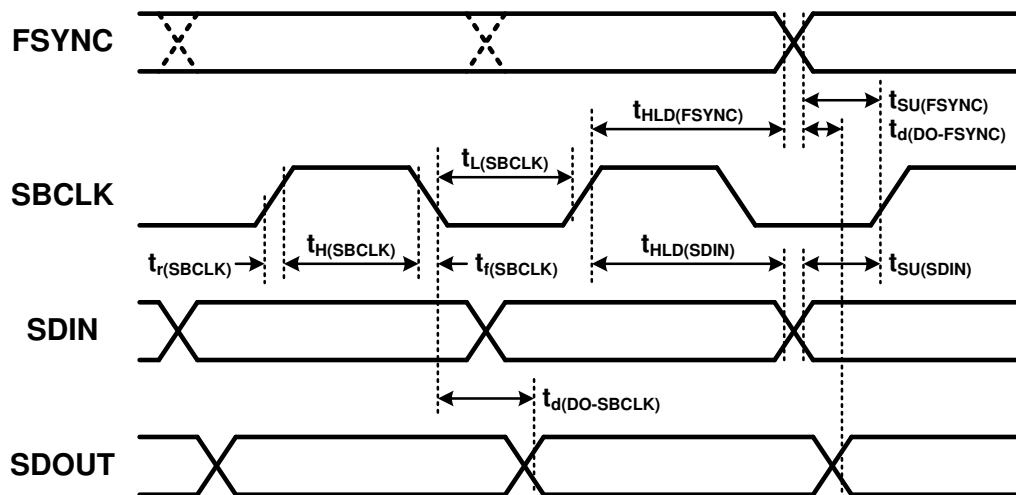 FSYNC
tSU(FSYNC)
tHLD(FSYNC)
td(DO-FSYNC)
tL(SBCLK)
SBCLK
tr(SBCLK)
tH(SBCLK)
tf(SBCLK)
tHLD(SDIN)
tSU(SDIN)
SDIN
td(DO-SBCLK)
SDOUT